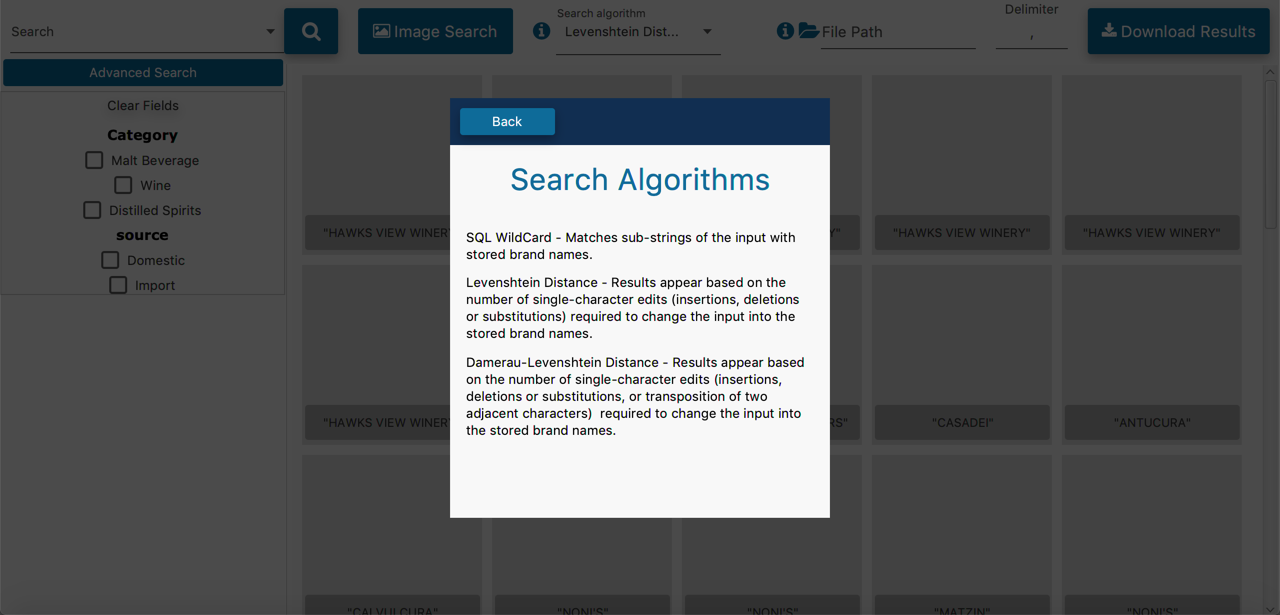 Search
Image Search
Search algorithm
Levenshtein Dist...
File Path
Delimiter
,
Download Results
Advanced Search
Clear Fields
Category
Malt Beverage
Wine
Distilled Spirits
source
Domestic
Import
Back
Search Algorithms
SQL WildCard - Matches sub-strings of the input with
stored brand names.
Levenshtein Distance - Results appear based on the
number of single-character edits (insertions, deletions
or substitutions) required to change the input into the
stored brand names.
Damerau-Levenshtein Distance - Results appear based
on the number of single-character edits (insertions,
deletions or substitutions, or transposition of two
adjacent characters)  required to change the input into
the stored brand names.
"HAWKS VIEW WINERY
Y"
"HAWKS VIEW WINERY"
"HAWKS VIEW WINERY"
"HAWKS VIEW WINERY
RS"
"CASADEI"
"ANTUCURA"
"CALVULCURA"
"NONI'S"
"NONI'S"
"MATZIN"
"NONI'S"